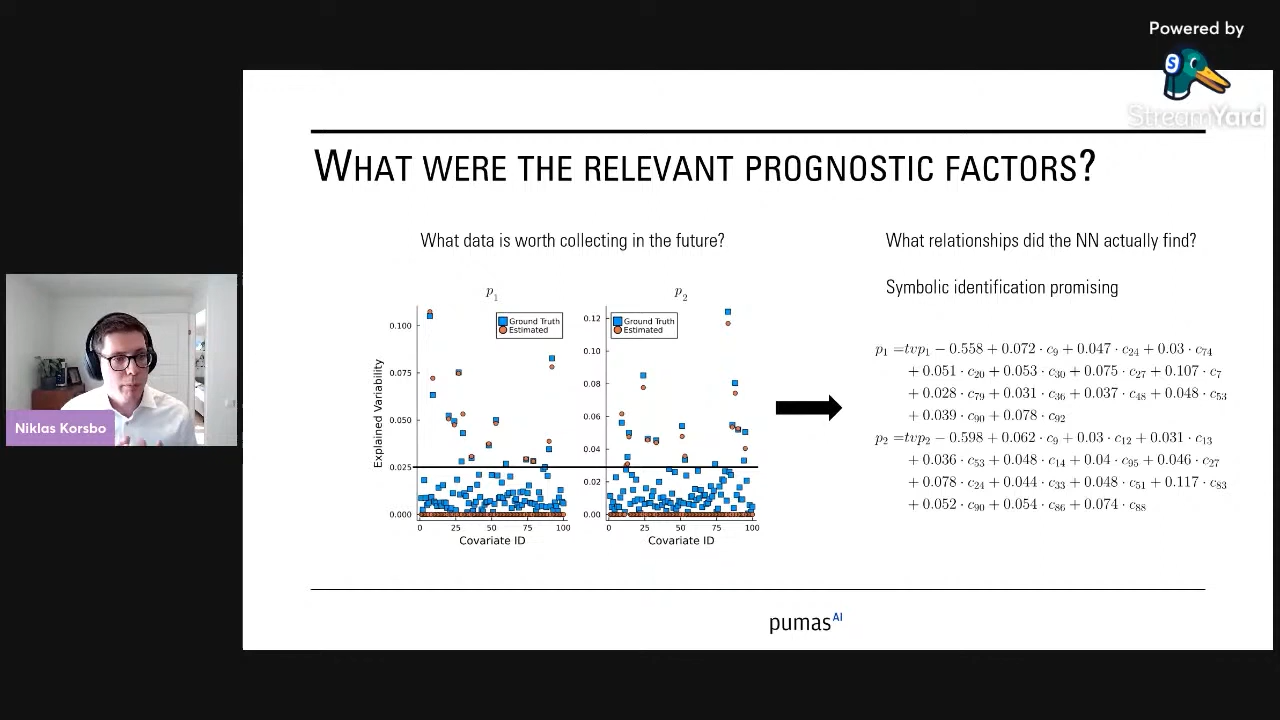 Powered by
StreamYard
WHAT WERE THE RELEVANT PROGNOSTIC FACTORS?
What data is worth collecting in the future?
What relationships did the NN actually find?
Symbolic identification promising
p₁
Ground Truth
Estimated
0.100
0.075
0.050
0.025
0.000
Explained Variability
0 25 50 75 100
Covariate ID
p₂
Ground Truth
Estimated
0.12
0.10
0.08
0.06
0.04
0.02
0.00
0 25 50 75 100
Covariate ID
p₁ =tvp₁ − 0.558 + 0.072 · c₉ + 0.047 · c₂₄ + 0.03 · c₇₄
+ 0.051 · c₂₀ + 0.053 · c₃₀ + 0.075 · c₂₇ + 0.107 · c₇
+ 0.028 · c₇₉ + 0.031 · c₃₆ + 0.037 · c₄₈ + 0.048 · c₅₃
+ 0.039 · c₉₀ + 0.078 · c₉₂
p₂ =tvp₂ − 0.598 + 0.062 · c₉ + 0.03 · c₁₂ + 0.031 · c₁₃
+ 0.036 · c₅₃ + 0.048 · c₁₄ + 0.04 · c₉₅ + 0.046 · c₂₇
+ 0.078 · c₂₄ + 0.044 · c₃₃ + 0.048 · c₅₁ + 0.117 · c₈₃
+ 0.052 · c₉₀ + 0.054 · c₈₆ + 0.074 · c₈₈
Niklas Korsbo
pumasAI